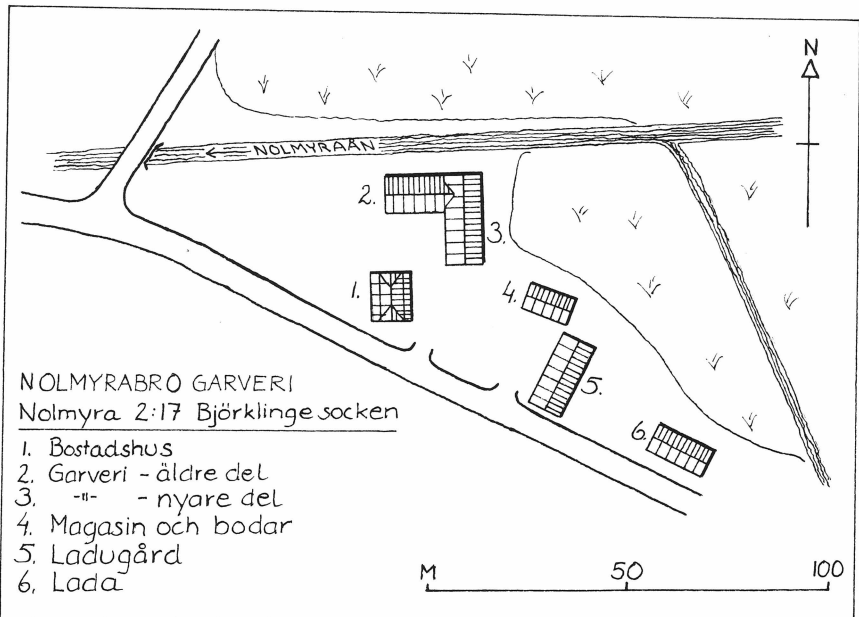 N
NOLMYRAÅN
2.
3.
1.
4.
5.
6.
NOLMYRABRO GARVERI
Nolmyra 2:17 Björklinge socken
1. Bostadshus
2. Garveri - äldre del
3. -"- - nyare del
4. Magasin och bodar
5. Ladugård
6. Lada
M 50 100